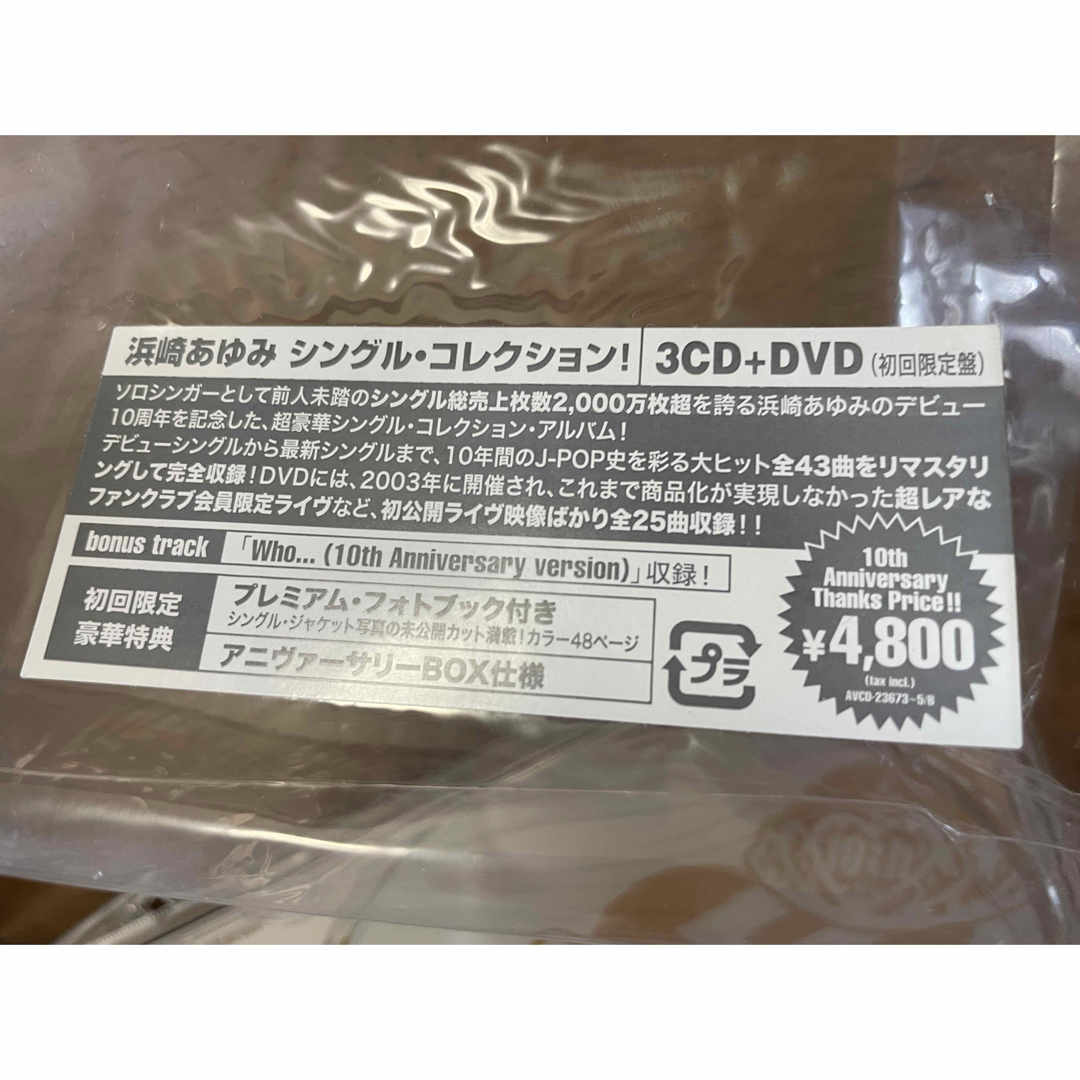 浜崎あゆみ シングル・コレクション! 3CD+DVD (初回限定盤)
ソロシンガーとして前人未踏のシングル総売上枚数2,000万枚超を誇る浜崎あゆみのデビュー
10周年を記念した、超豪華シングル・コレクション・アルバム!
デビューシングルから最新シングルまで、10年間のJ-POP史を彩る大ヒット全43曲をリマスタリ
ングして完全収録!DVDには、2003年に開催され、これまで商品化が実現しなかった超レアな
ファンクラブ会員限定ライヴなど、初公開ライヴ映像ばかり全25曲収録!!
bonus track 「Who... (10th Anniversary version)」収録!
初回限定
豪華特典
プレミアム・フォトブック付き
シングル・ジャケット写真の未公開カット満載!カラー48ページ
アニヴァーサリーBOX仕様
プラ
10th
Anniversary
Thanks Price!!
¥4,800
(tax incl.)
AVCD-23673~5/B